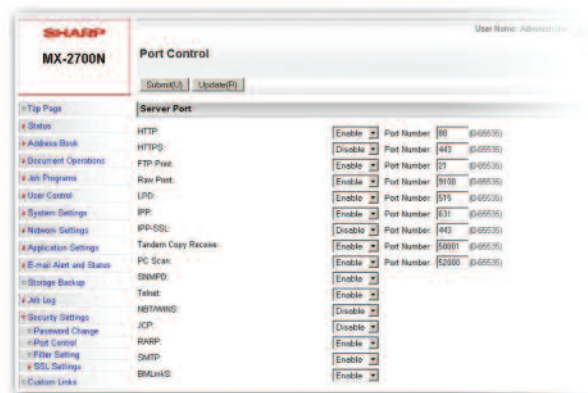 SHARP
MX-2700N
User Name: Administrator
Port Control
Submit(U) Update(R)
Top Page
Status
Address Book
Document Operations
Job Programs
User Control
System Settings
Network Settings
Application Settings
E-mail Alert and Status
Storage Backup
Job Log
Security Settings
Password Change
Port Control
Filter Setting
SSL Settings
Custom Links
Server Port
HTTP: Enable Port Number: 80 (0-65535)
HTTPS: Disable Port Number: 443 (0-65535)
FTP Print: Enable Port Number: 21 (0-65535)
Raw Print: Enable Port Number: 9100 (0-65535)
LPD: Enable Port Number: 515 (0-65535)
IPP: Enable Port Number: 631 (0-65535)
IPP-SSL: Disable Port Number: 443 (0-65535)
Tandem Copy Receive: Enable Port Number: 50001 (0-65535)
PC Scan: Enable Port Number: 52000 (0-65535)
SNMPD: Enable
Telnet: Enable
NBT/WINS: Disable
JCP: Disable
RARP: Enable
SMTP: Enable
BMLinkS: Enable